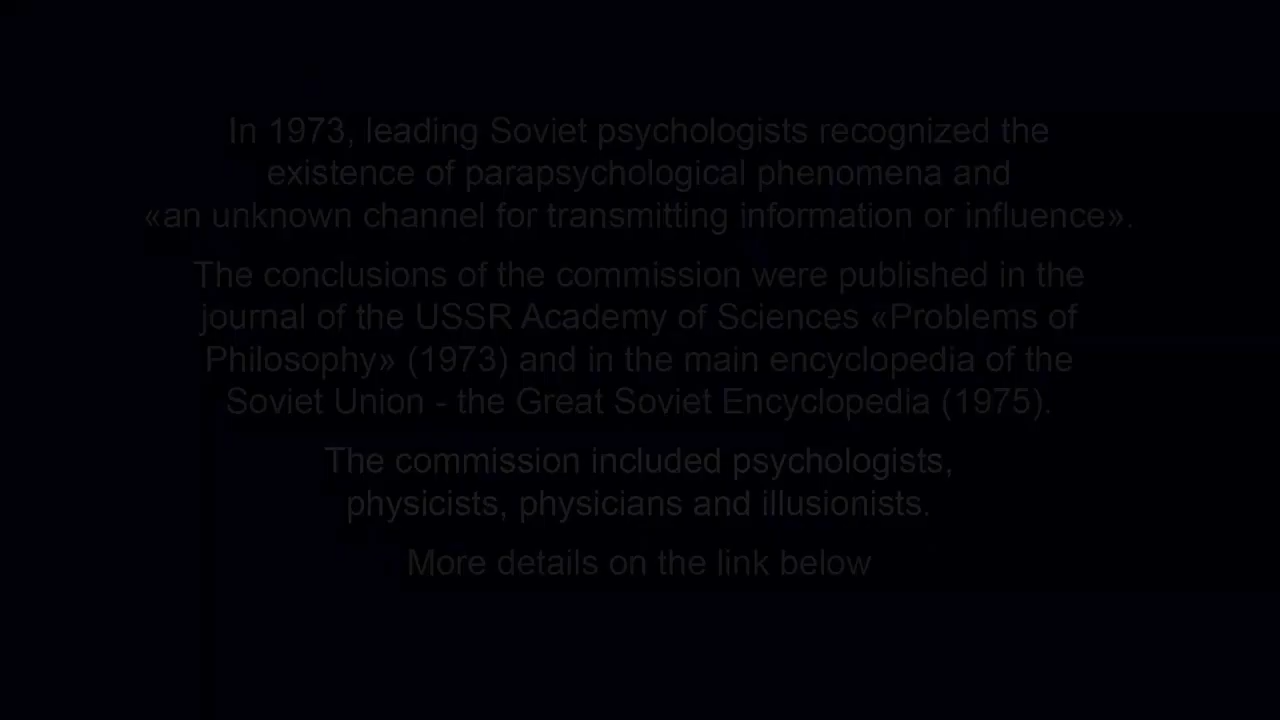 In 1973, leading Soviet psychologists recognized the
existence of parapsychological phenomena and
«an unknown channel for transmitting information or influence».
The conclusions of the commission were published in the
journal of the USSR Academy of Sciences «Problems of
Philosophy» (1973) and in the main encyclopedia of the
Soviet Union - the Great Soviet Encyclopedia (1975).
The commission included psychologists,
physicists, physicians and illusionists.
More details on the link below